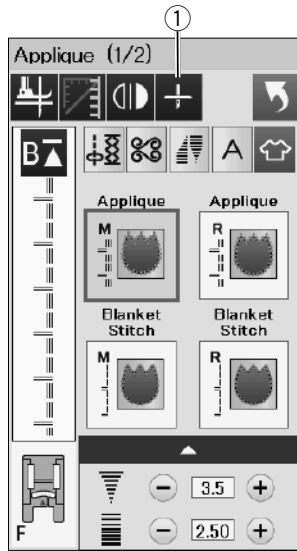 ①
Applique (1/2)
B
A
Applique Applique
M R
Blanket Blanket
Stitch Stitch
M R
3.5
F
2.50